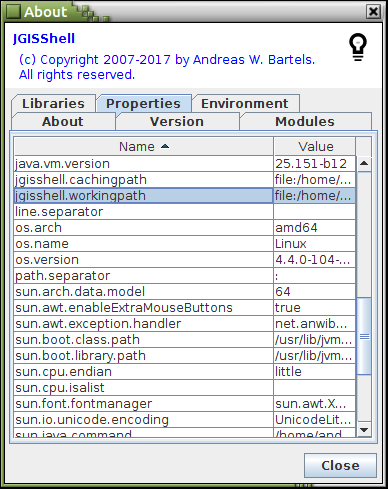 About
JGISShell
(c) Copyright 2007-2017 by Andreas W. Bartels.
All rights reserved.
Libraries Properties Environment
About Version Modules
Name Value
java.vm.version 25.151-b12
jgisshell.cachingpath file:/home/...
jgisshell.workingpath file:/home/...
line.separator
os.arch amd64
os.name Linux
os.version 4.4.0-104-...
path.separator :
sun.arch.data.model 64
sun.awt.enableExtraMouseButtons true
sun.awt.exception.handler net.anwib...
sun.boot.class.path /usr/lib/jvm...
sun.boot.library.path /usr/lib/jvm...
sun.cpu.endian little
sun.cpu.isalist
sun.font.fontmanager sun.awt.X...
sun.io.unicode.encoding UnicodeLit...
sun.java.command /home/and...
Close